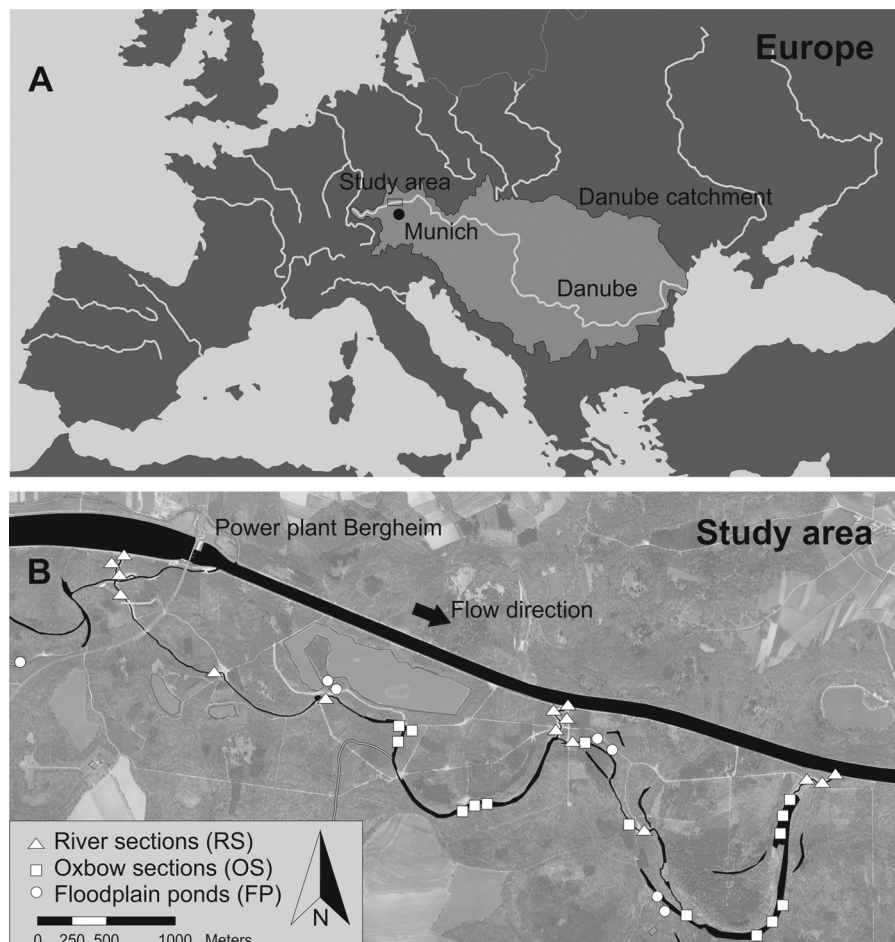 A
Europe
Study area
Danube catchment
Munich
Danube
Power plant Bergheim
Study area
B
Flow direction
River sections (RS)
Oxbow sections (OS)
Floodplain ponds (FP)
N
0 250 500 1000 Meters